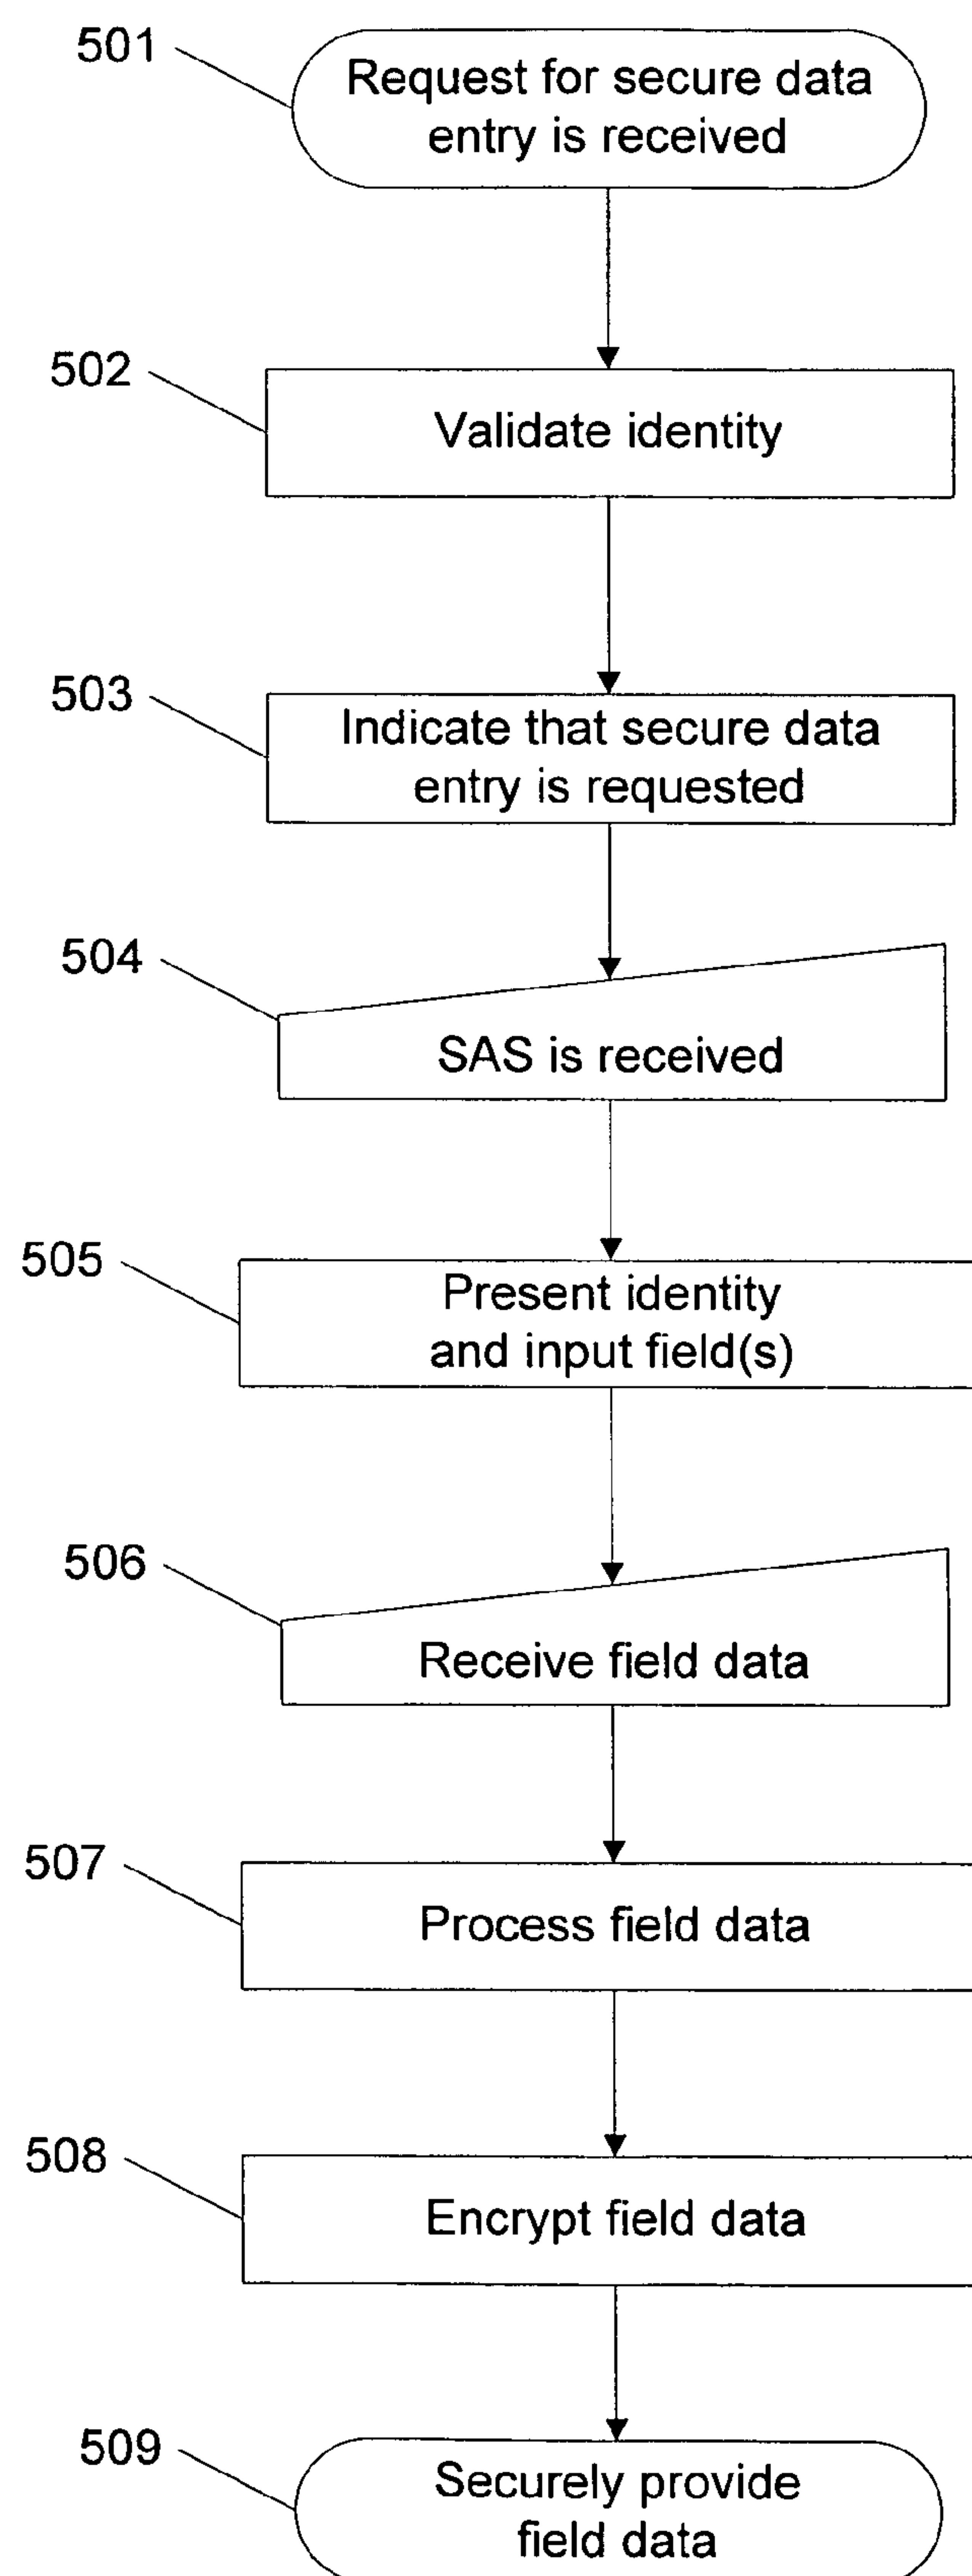 501
Request for secure data
entry is received
502
Validate identity
503
Indicate that secure data
entry is requested
504
SAS is received
505
Present identity
and input field(s)
506
Receive field data
507
Process field data
508
Encrypt field data
509
Securely provide
field data